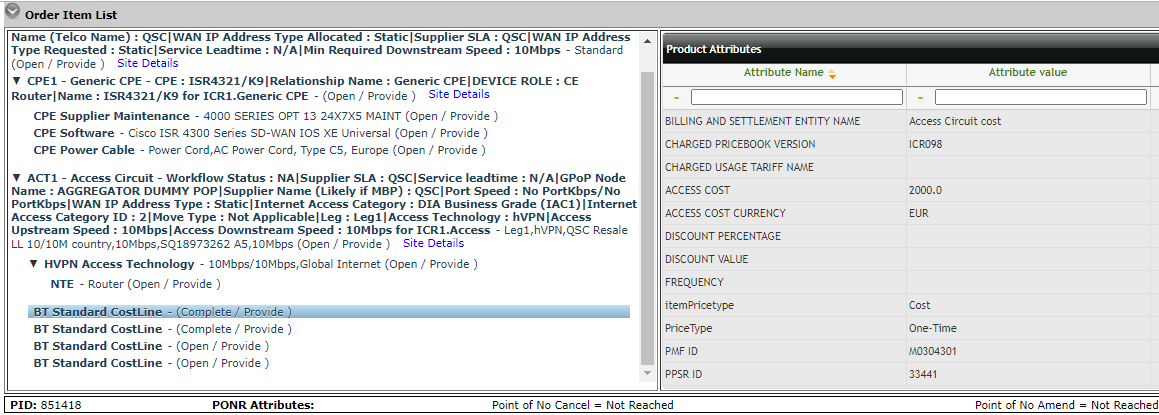 Order Item List
Name (Telco Name) : QSC|WAN IP Address Type Allocated : Static|Supplier SLA : QSC|WAN IP Address
Type Requested : Static|Service Leadtime : N/A|Min Required Downstream Speed : 10Mbps - Standard
(Open / Provide ) Site Details
▼ CPE1 - Generic CPE - CPE : ISR4321/K9|Relationship Name : Generic CPE|DEVICE ROLE : CE
Router|Name : ISR4321/K9 for ICR1.Generic CPE - (Open / Provide ) Site Details
CPE Supplier Maintenance - 4000 SERIES OPT 13 24X7X5 MAINT (Open / Provide )
CPE Software - Cisco ISR 4300 Series SD-WAN IOS XE Universal (Open / Provide )
CPE Power Cable - Power Cord,AC Power Cord, Type C5, Europe (Open / Provide )
▼ ACT1 - Access Circuit - Workflow Status : NA|Supplier SLA : QSC|Service leadtime : N/A|GPoP Node
Name : AGGREGATOR DUMMY POP|Supplier Name (Likely if MBP) : QSC|Port Speed : No PortKbps/No
PortKbps|WAN IP Address Type : Static|Internet Access Category : DIA Business Grade (IAC1)|Internet
Access Category ID : 2|Move Type : Not Applicable|Leg : Leg1|Access Technology : hVPN|Access
Upstream Speed : 10Mbps|Access Downstream Speed : 10Mbps for ICR1.Access - Leg1,hVPN,QSC Resale
LL 10/10M country,10Mbps,SQ18973262 A5,10Mbps (Open / Provide ) Site Details
▼ HVPN Access Technology - 10Mbps/10Mbps,Global Internet (Open / Provide )
NTE - Router (Open / Provide )
BT Standard CostLine - (Complete / Provide )
BT Standard CostLine - (Complete / Provide )
BT Standard CostLine - (Open / Provide )
BT Standard CostLine - (Open / Provide )
Product Attributes
Attribute Name Attribute value
~ ~
BILLING AND SETTLEMENT ENTITY NAME Access Circuit cost
CHARGED PRICEBOOK VERSION ICR098
CHARGED USAGE TARIFF NAME
ACCESS COST 2000.0
ACCESS COST CURRENCY EUR
DISCOUNT PERCENTAGE
DISCOUNT VALUE
FREQUENCY
itemPricetype Cost
PriceType One-Time
PMF ID M0304301
PPSR ID 33441
PID: 851418 PONR Attributes: Point of No Cancel = Not Reached Point of No Amend = Not Reached